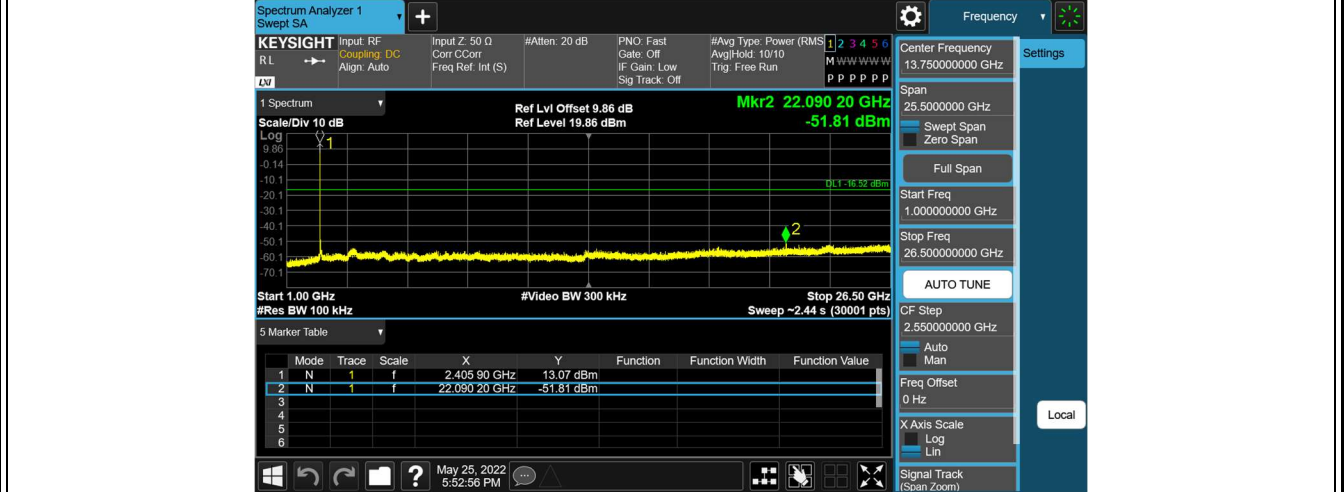 Spectrum Analyzer 1
Swept SA
Frequency
KEYSIGHT
RL
LXI
Input: RF
Coupling: DC
Align: Auto
Input Z: 50 Ω
Corr CCorr
Freq Ref: Int (S)
#Atten: 20 dB
PNO: Fast
Gate: Off
IF Gain: Low
Sig Track: Off
#Avg Type: Power (RMS
Avg|Hold: 10/10
Trig: Free Run
1 2 3 4 5 6
M W W W W W
P P P P P P
Center Frequency
13.750000000 GHz
Settings
Span
25.5000000 GHz
Swept Span
Zero Span
Full Span
Start Freq
1.000000000 GHz
Stop Freq
26.500000000 GHz
AUTO TUNE
CF Step
2.550000000 GHz
Auto
Man
Freq Offset
0 Hz
X Axis Scale
Log
Lin
Signal Track
(Span Zoom)
Local
1 Spectrum
Scale/Div 10 dB
Ref Lvl Offset 9.86 dB
Ref Level 19.86 dBm
Mkr2 22.090 20 GHz
-51.81 dBm
Log
9.86
-0.14
-10.1
-20.1
-30.1
-40.1
-50.1
-60.1
-70.1
1
DL1 -16.52 dBm
2
Start 1.00 GHz
#Video BW 300 kHz
Stop 26.50 GHz
#Res BW 100 kHz
Sweep ~2.44 s (30001 pts)
5 Marker Table
Mode Trace Scale X Y Function Function Width Function Value
1 N 1 f 2.405 90 GHz 13.07 dBm
2 N 1 f 22.090 20 GHz -51.81 dBm
3
4
5
6
?
May 25, 2022
5:52:56 PM